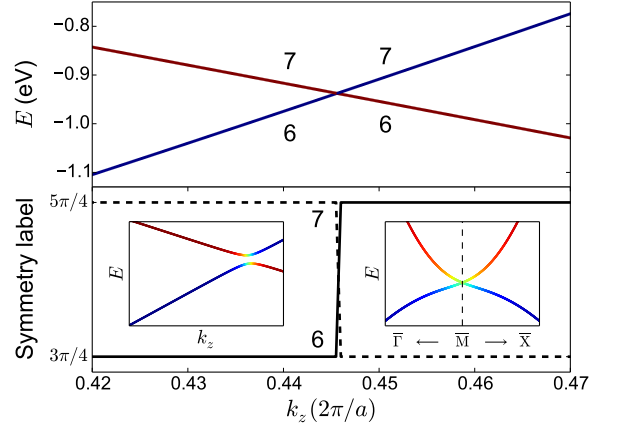 −0.8
−0.9
−1.0
−1.1
E (eV)
7 7
6 6
5π/4
3π/4
Symmetry label
7
6
E
k_z
E
Γ̅ ← M̅ → X̅
0.42 0.43 0.44 0.45 0.46 0.47
k_z(2π/a)